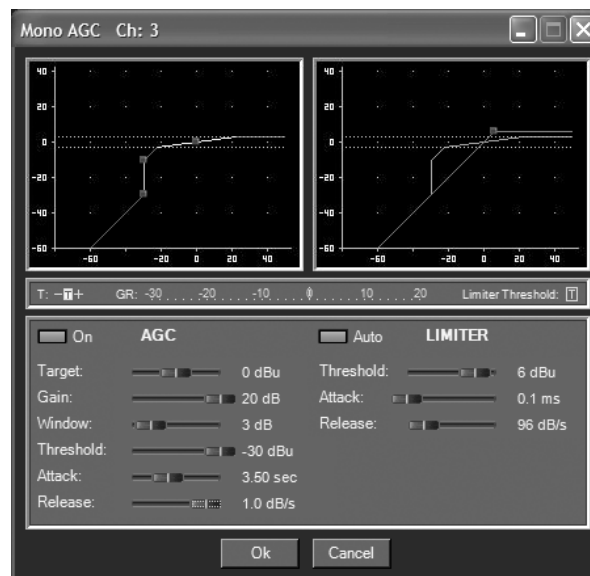 Mono AGC Ch: 3
40
20
0
-20
-40
-60
-60 -40 -20 0 20 40
40
20
0
-20
-40
-60
-60 -40 -20 0 20 40
T: -T+ GR: -30 . . . . . -20 . . . . . -10 . . . . . 0 . . . . . 10 . . . . . 20 Limiter Threshold: T
On AGC
Auto LIMITER
Target: 0 dBu
Gain: 20 dB
Window: 3 dB
Threshold: -30 dBu
Attack: 3.50 sec
Release: 1.0 dB/s
Threshold: 6 dBu
Attack: 0.1 ms
Release: 96 dB/s
Ok Cancel